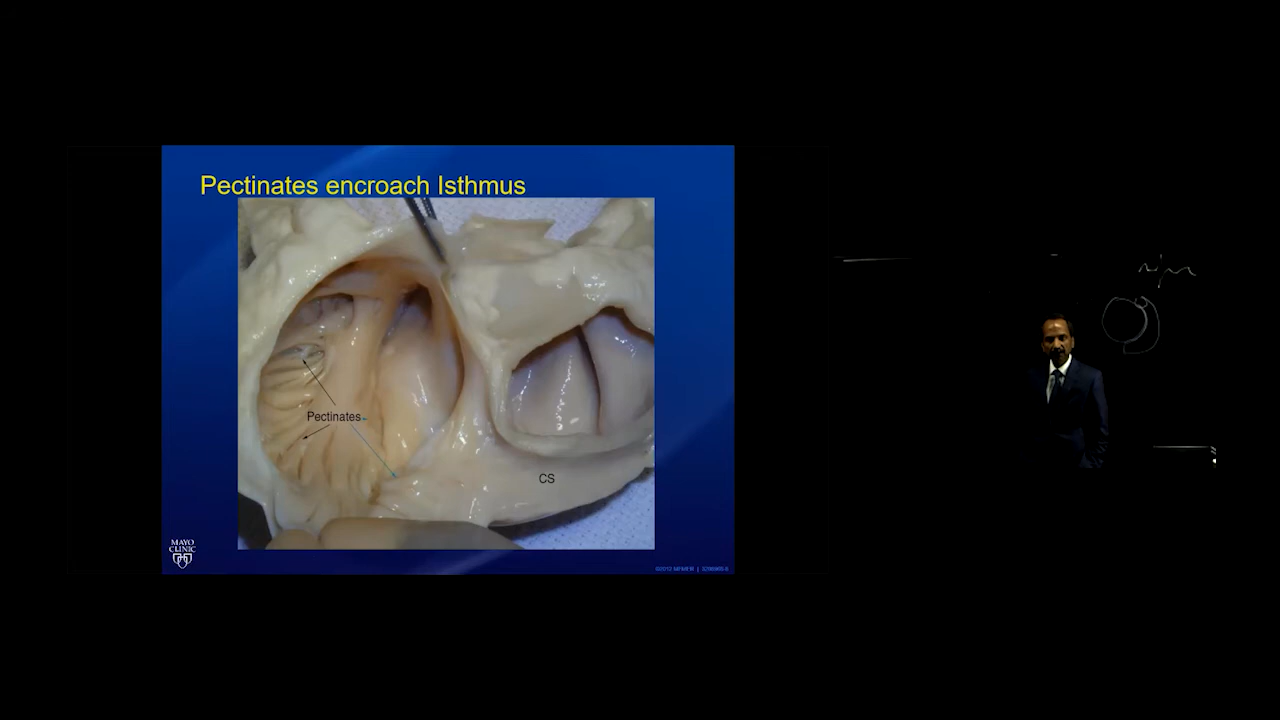 Pectinates encroach Isthmus
Pectinates
CS
MAYO
CLINIC